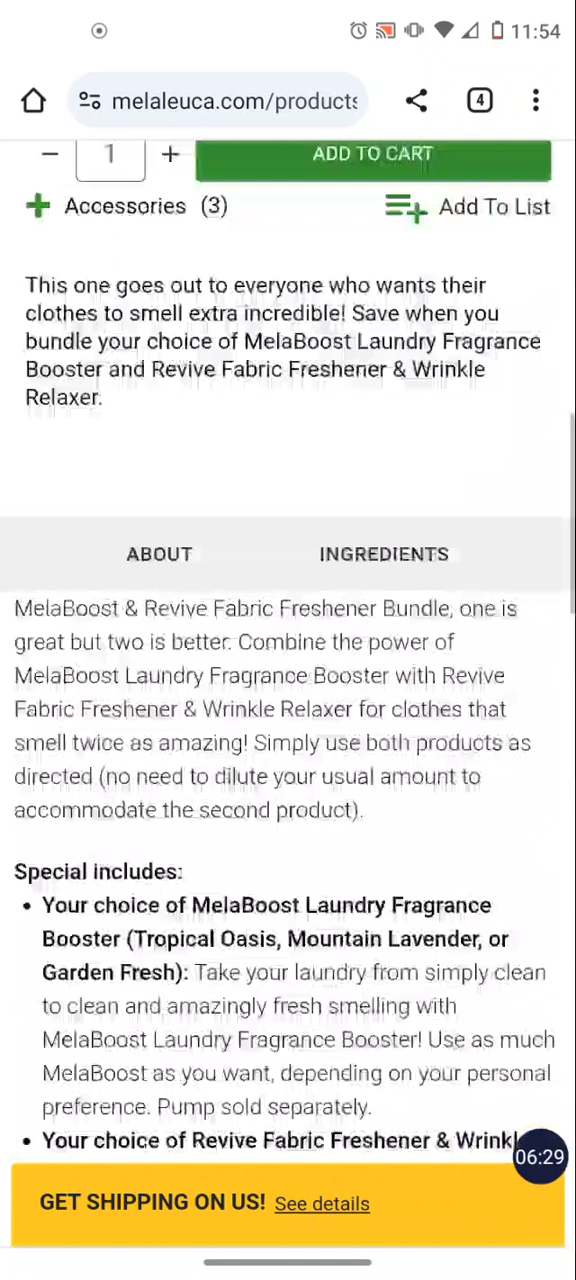 11:54
melaleuca.com/products
4
− 1 + ADD TO CART
+ Accessories (3) Add To List
This one goes out to everyone who wants their
clothes to smell extra incredible! Save when you
bundle your choice of MelaBoost Laundry Fragrance
Booster and Revive Fabric Freshener & Wrinkle
Relaxer.
ABOUT INGREDIENTS
MelaBoost & Revive Fabric Freshener Bundle, one is
great but two is better. Combine the power of
MelaBoost Laundry Fragrance Booster with Revive
Fabric Freshener & Wrinkle Relaxer for clothes that
smell twice as amazing! Simply use both products as
directed (no need to dilute your usual amount to
accommodate the second product).
Special includes:
• Your choice of MelaBoost Laundry Fragrance
Booster (Tropical Oasis, Mountain Lavender, or
Garden Fresh): Take your laundry from simply clean
to clean and amazingly fresh smelling with
MelaBoost Laundry Fragrance Booster! Use as much
MelaBoost as you want, depending on your personal
preference. Pump sold separately.
• Your choice of Revive Fabric Freshener & Wrinkl
06:29
GET SHIPPING ON US! See details